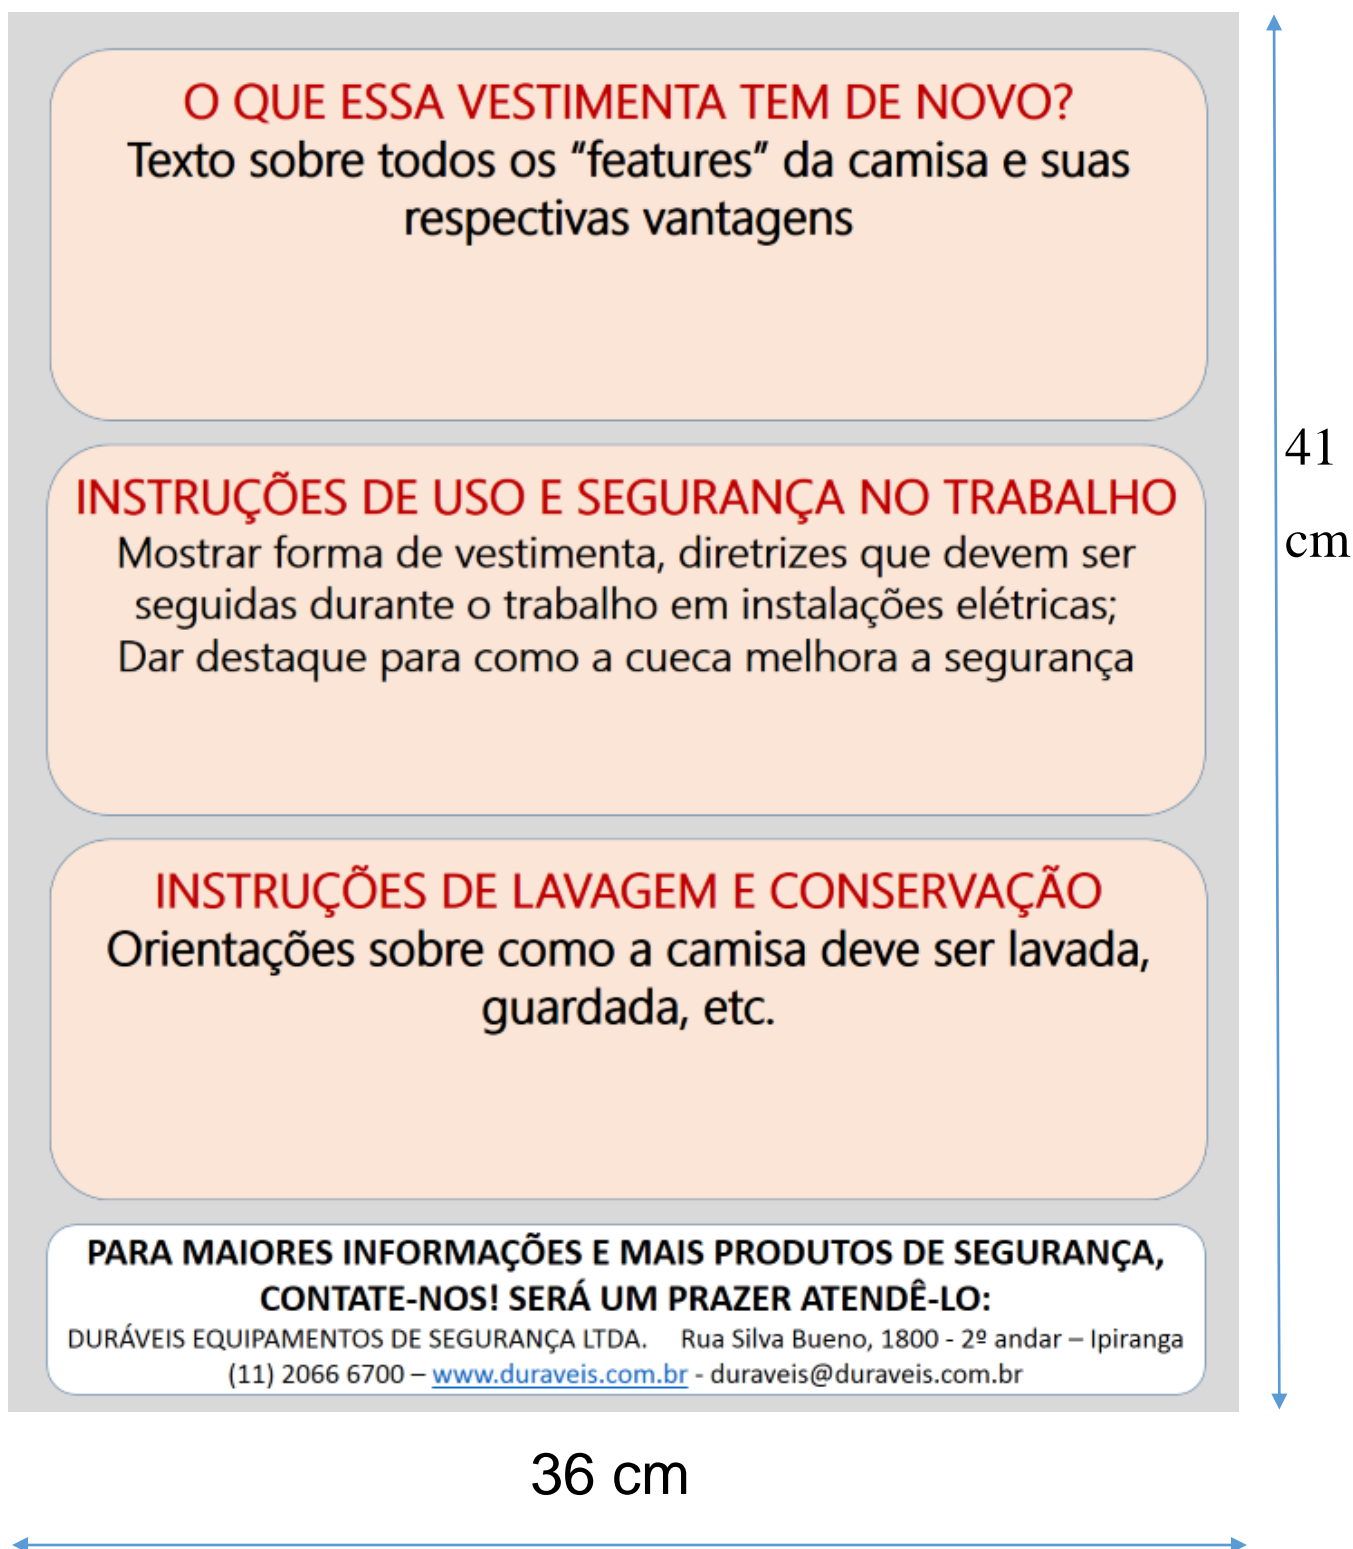 O QUE ESSA VESTIMENTA TEM DE NOVO?
Texto sobre todos os “features” da camisa e suas
respectivas vantagens
INSTRUÇÕES DE USO E SEGURANÇA NO TRABALHO
Mostrar forma de vestimenta, diretrizes que devem ser
seguidas durante o trabalho em instalações elétricas;
Dar destaque para como a cueca melhora a segurança
INSTRUÇÕES DE LAVAGEM E CONSERVAÇÃO
Orientações sobre como a camisa deve ser lavada,
guardada, etc.
PARA MAIORES INFORMAÇÕES E MAIS PRODUTOS DE SEGURANÇA,
CONTATE-NOS! SERÁ UM PRAZER ATENDÊ-LO:
DURÁVEIS EQUIPAMENTOS DE SEGURANÇA LTDA. Rua Silva Bueno, 1800 - 2º andar – Ipiranga
(11) 2066 6700 – www.duraveis.com.br - duraveis@duraveis.com.br
41
cm
36 cm